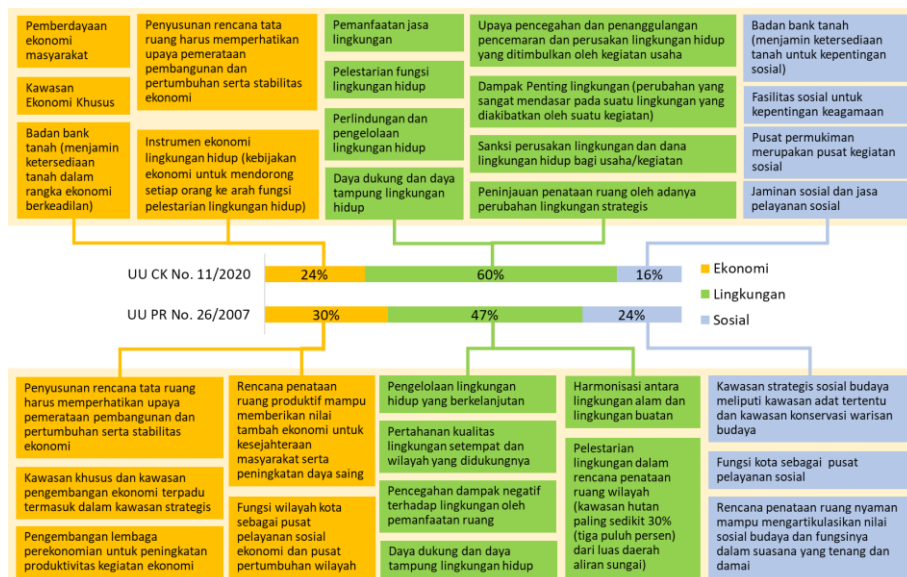 Pemberdayaan
ekonomi
masyarakat
Kawasan
Ekonomi Khusus
Badan bank
tanah (menjamin
ketersediaan
tanah dalam
rangka ekonomi
berkeadilan)
Penyusunan rencana tata
ruang harus memperhatikan
upaya pemerataan
pembangunan dan
pertumbuhan serta stabilitas
ekonomi
Instrumen ekonomi
lingkungan hidup (kebijakan
ekonomi untuk mendorong
setiap orang ke arah fungsi
pelestarian lingkungan hidup)
Pemanfaatan jasa
lingkungan
Pelestarian fungsi
lingkungan hidup
Perlindungan dan
pengelolaan
lingkungan hidup
Daya dukung dan daya
tampung lingkungan
hidup
Upaya pencegahan dan penanggulangan
pencemaran dan perusakan lingkungan hidup
yang ditimbulkan oleh kegiatan usaha
Dampak Penting lingkungan (perubahan yang
sangat mendasar pada suatu lingkungan yang
diakibatkan oleh suatu kegiatan)
Sanksi perusakan lingkungan dan dana
lingkungan hidup bagi usaha/kegiatan
Peninjauan penataan ruang oleh adanya
perubahan lingkungan strategis
Badan bank tanah
(menjamin ketersediaan
tanah untuk kepentingan
sosial)
Fasilitas sosial untuk
kepentingan keagamaan
Pusat permukiman
merupakan pusat kegiatan
sosial
Jaminan sosial dan jasa
pelayanan sosial
UU CK No. 11/2020
24%
60%
16%
UU PR No. 26/2007
30%
47%
24%
Ekonomi
Lingkungan
Sosial
Penyusunan rencana tata ruang
harus memperhatikan upaya
pemerataan pembangunan dan
pertumbuhan serta stabilitas
ekonomi
Kawasan khusus dan kawasan
pengembangan ekonomi terpadu
termasuk dalam kawasan strategis
Pengembangan lembaga
perekonomian untuk peningkatan
produktivitas kegiatan ekonomi
Rencana penataan
ruang produktif mampu
memberikan nilai
tambah ekonomi untuk
kesejahteraan
masyarakat serta
peningkatan daya saing
Fungsi wilayah kota
sebagai pusat
pelayanan sosial
ekonomi dan pusat
pertumbuhan wilayah
Pengelolaan lingkungan
hidup yang berkelanjutan
Pertahanan kualitas
lingkungan setempat dan
wilayah yang didukungnya
Pencegahan dampak negatif
terhadap lingkungan oleh
pemanfaatan ruang
Daya dukung dan daya
tampung lingkungan hidup
Harmonisasi antara
lingkungan alam dan
lingkungan buatan
Pelestarian
lingkungan dalam
rencana penataan
ruang wilayah
(kawasan hutan
paling sedikit 30%
(tiga puluh persen)
dari luas daerah
aliran sungai)
Kawasan strategis sosial budaya
meliputi kawasan adat tertentu
dan kawasan konservasi warisan
budaya
Fungsi kota sebagai pusat
pelayanan sosial
Rencana penataan ruang nyaman
mampu mengartikulasikan nilai
sosial budaya dan fungsinya
dalam suasana yang tenang dan
damai